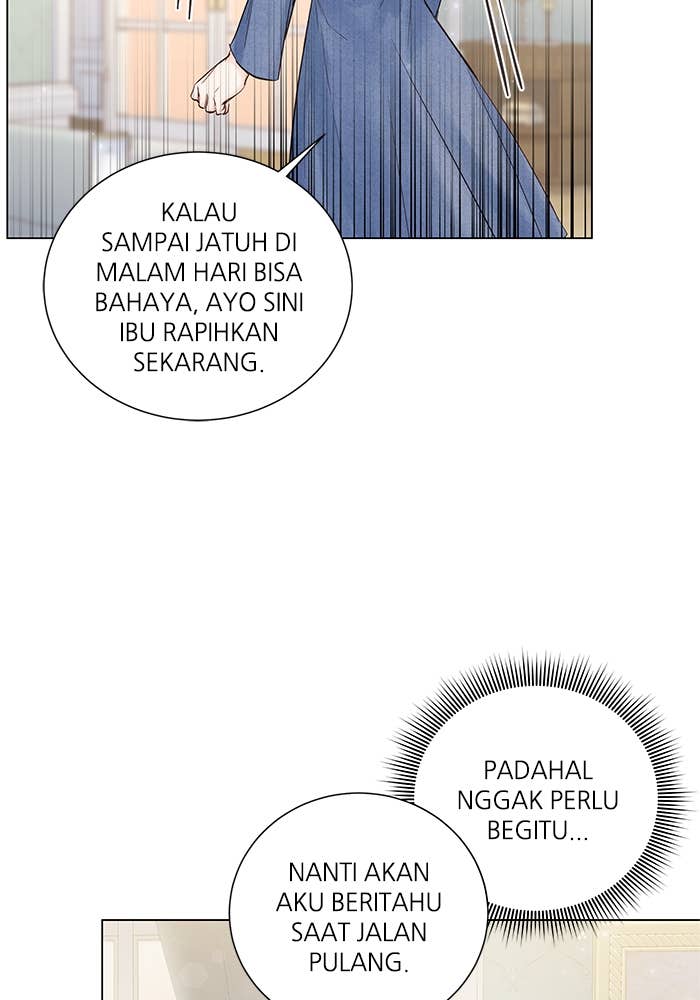 KALAU
SAMPAI JATUH DI
MALAM HARI BISA
BAHAYA, AYO SINI
IBU RAPIHKAN
SEKARANG.
PADAHAL
NGGAK PERLU
BEGITU...
NANTI AKAN
AKU BERITAHU
SAAT JALAN
PULANG.